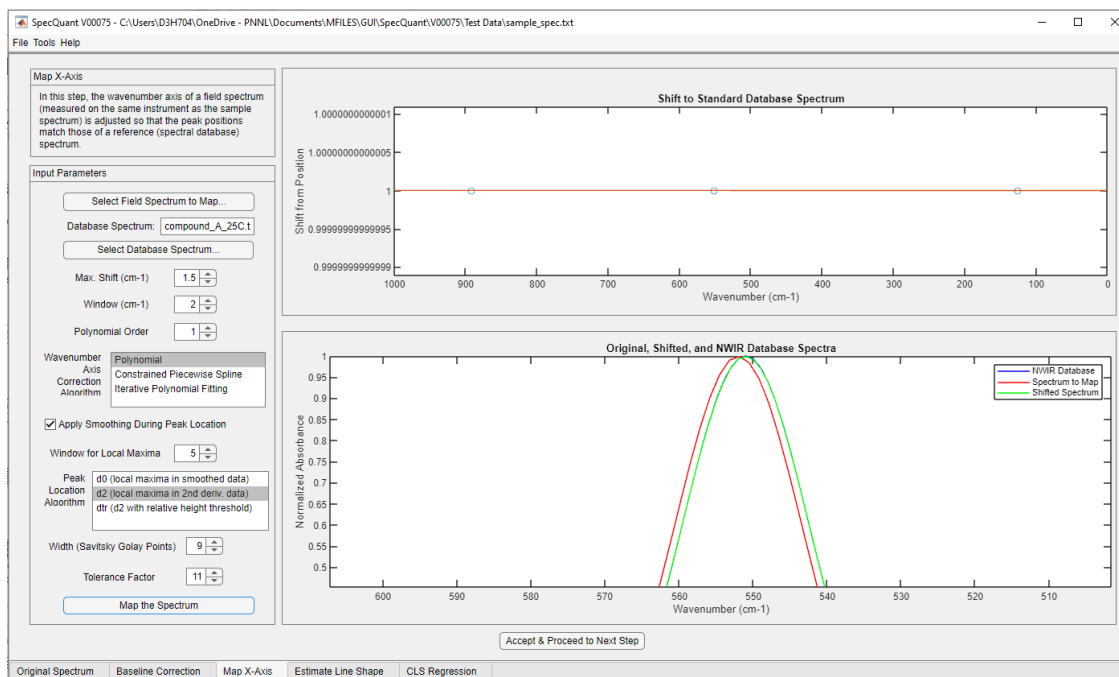 SpecQuant V00075 - C:\Users\D3H704\OneDrive - PNNL\Documents\MFILES\GUI\SpecQuant\V00075\Test Data\sample_spec.txt
File Tools Help
Map X-Axis
In this step, the wavenumber axis of a field spectrum
(measured on the same instrument as the sample
spectrum) is adjusted so that the peak positions
match those of a reference (spectral database)
spectrum.
Input Parameters
Select Field Spectrum to Map...
Database Spectrum: compound_A_25C.t
Select Database Spectrum...
Max. Shift (cm-1) 1.5
Window (cm-1) 2
Polynomial Order 1
Wavenumber
Axis
Correction
Algorithm
Polynomial
Constrained Piecewise Spline
Iterative Polynomial Fitting
Apply Smoothing During Peak Location
Window for Local Maxima 5
Peak
Location
Algorithm
d0 (local maxima in smoothed data)
d2 (local maxima in 2nd deriv. data)
dtr (d2 with relative height threshold)
Width (Savitsky Golay Points) 9
Tolerance Factor 11
Map the Spectrum
Shift to Standard Database Spectrum
Shift from Position
1.0000000000001
1.00000000000005
1
0.99999999999995
0.9999999999999
1000 900 800 700 600 500 400 300 200 100 0
Wavenumber (cm-1)
Original, Shifted, and NWIR Database Spectra
Normalized Absorbance
1
0.95
0.9
0.85
0.8
0.75
0.7
0.65
0.6
0.55
0.5
NWIR Database
Spectrum to Map
Shifted Spectrum
600 590 580 570 560 550 540 530 520 510
Wavenumber (cm-1)
Accept & Proceed to Next Step
Original Spectrum Baseline Correction Map X-Axis Estimate Line Shape CLS Regression